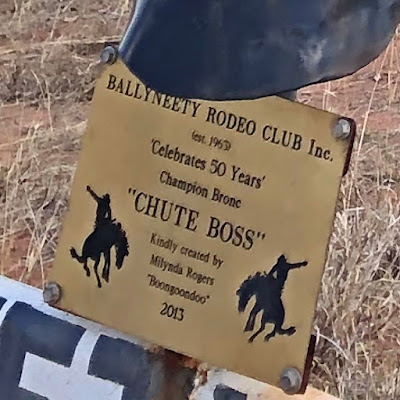 BALLYNEETY RODEO CLUB Inc.
(est. 1963)
'Celebrates 50 Years'
Champion Bronc
"CHUTE BOSS"
Kindly created by
Milynda Rogers
"Boongoondoo"
2013